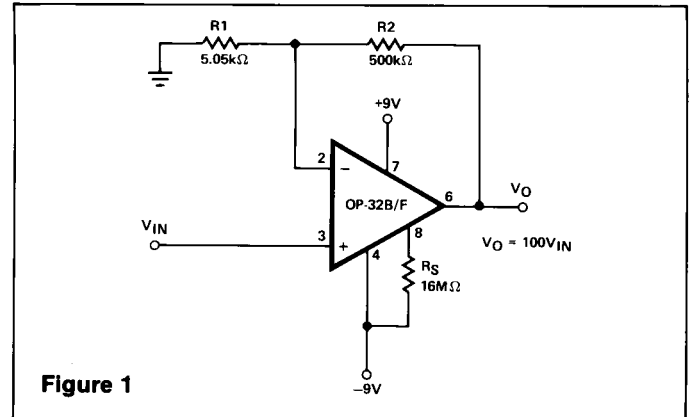 R1
5.05kΩ
R2
500kΩ
+9V
2
−
7
OP-32B/F
6
VO
VO = 100VIN
VIN
3
+
4
8
RS
16MΩ
−9V
Figure 1